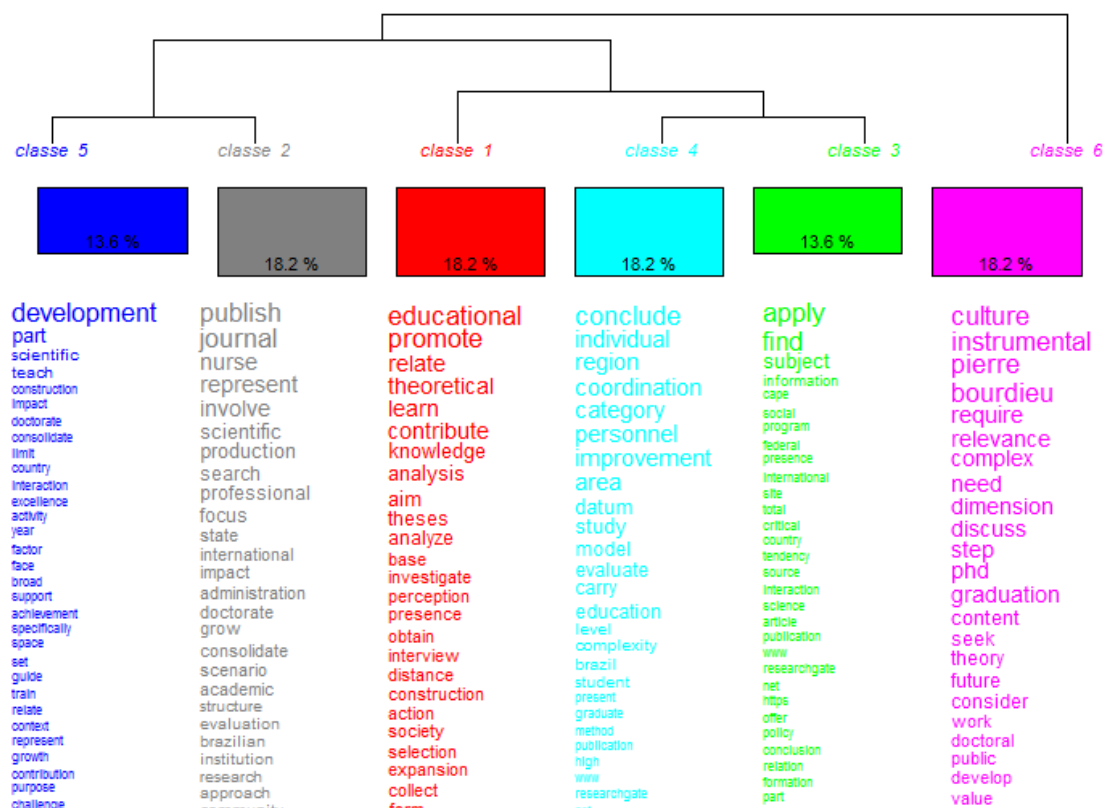 classe 5
classe 2
classe 1
classe 4
classe 3
classe 6
13.6 %
18.2 %
18.2 %
18.2 %
13.6 %
18.2 %
development
part
scientific
teach
construction
impact
doctorate
consolidate
limit
country
interaction
excellence
activity
year
factor
face
broad
support
achievement
specifically
space
set
guide
train
relate
context
represent
growth
contribution
purpose
challenge
publish
journal
nurse
represent
involve
scientific
production
search
professional
focus
state
international
impact
administration
doctorate
grow
consolidate
scenario
academic
structure
evaluation
brazilian
institution
research
approach
educational
promote
relate
theoretical
learn
contribute
knowledge
analysis
aim
theses
analyze
base
investigate
perception
presence
obtain
interview
distance
construction
action
society
selection
expansion
collect
conclude
individual
region
coordination
category
personnel
improvement
area
datum
study
model
evaluate
carry
education
level
complexity
brazil
student
present
graduate
method
publication
high
www
researchgate
apply
find
subject
information
cape
social
program
federal
presence
international
site
total
critical
country
tendency
source
interaction
science
article
publication
www
researchgate
net
https
offer
policy
conclusion
relation
formation
part
culture
instrumental
pierre
bourdieu
require
relevance
complex
need
dimension
discuss
step
phd
graduation
content
seek
theory
future
consider
work
doctoral
public
develop
value